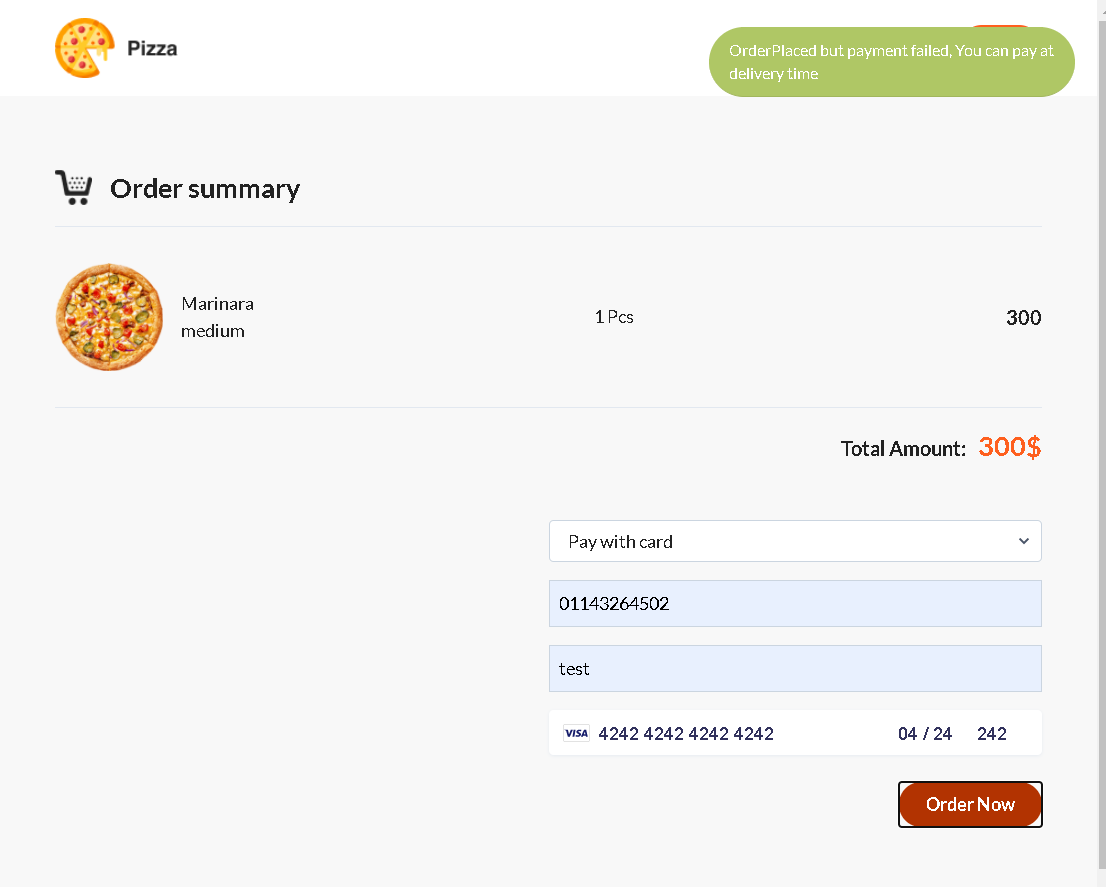 Pizza
OrderPlaced but payment failed, You can pay at
delivery time
Order summary
Marinara
medium
1 Pcs
300
Total Amount: 300$
Pay with card
01143264502
test
VISA 4242 4242 4242 4242 04 / 24 242
Order Now